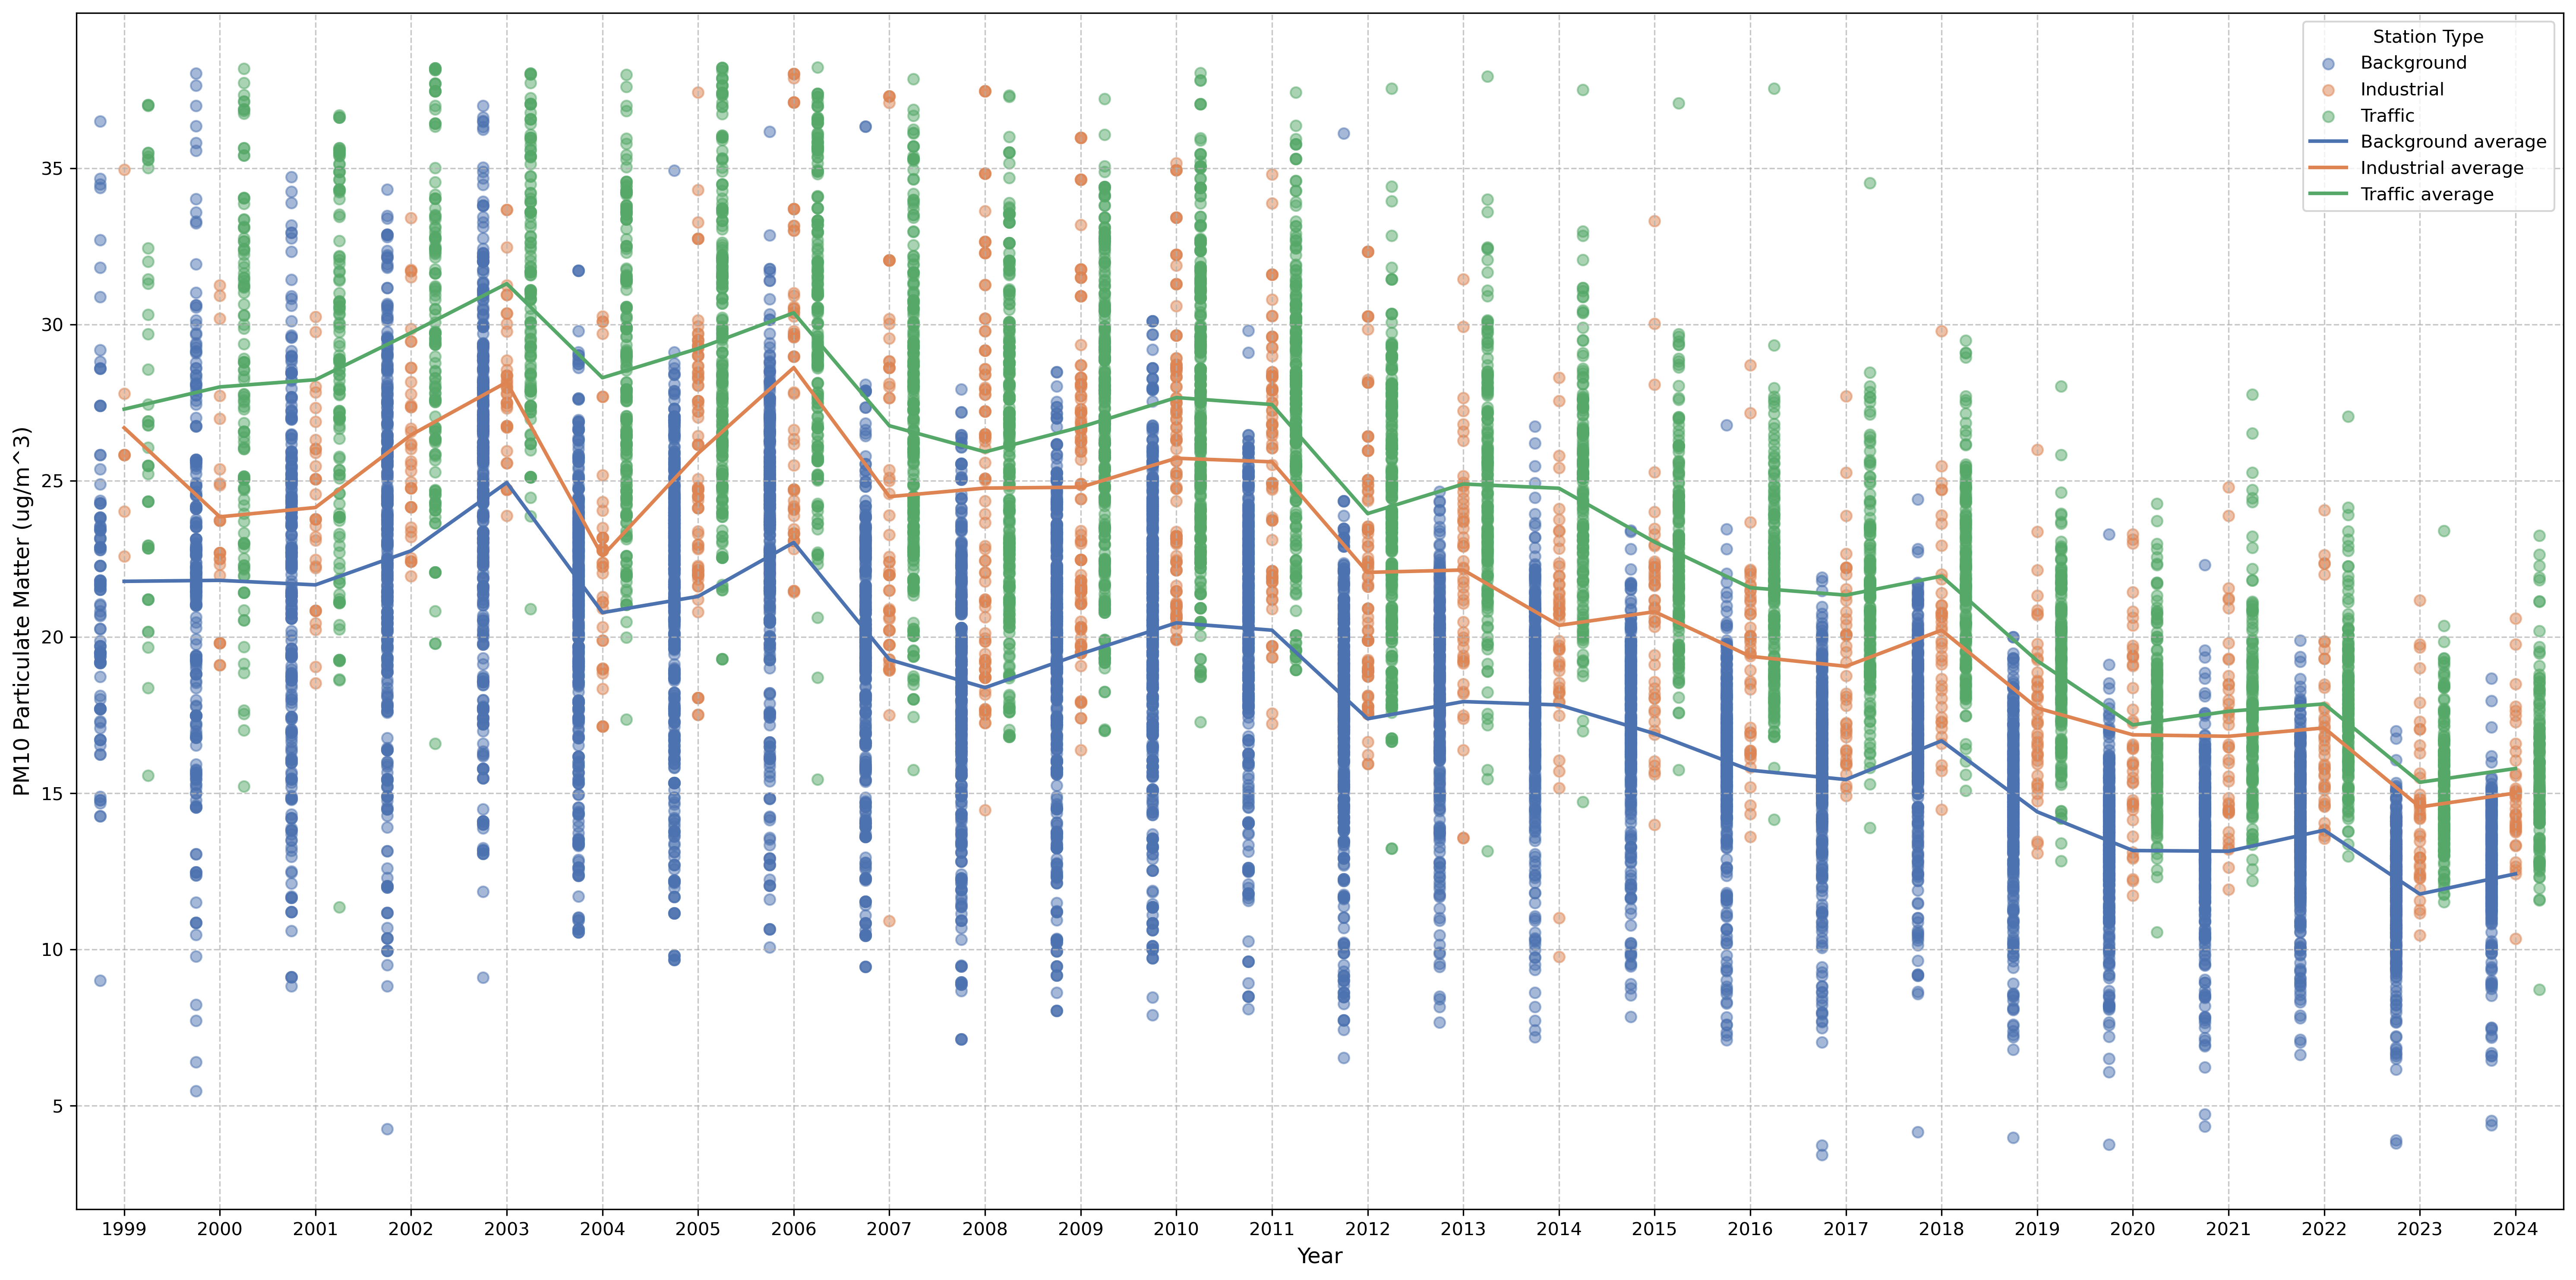 Station Type
Background
Industrial
Traffic
Background average
Industrial average
Traffic average
PM10 Particulate Matter (ug/m^3)
35
30
25
20
15
10
5
1999 2000 2001 2002 2003 2004 2005 2006 2007 2008 2009 2010 2011 2012 2013 2014 2015 2016 2017 2018 2019 2020 2021 2022 2023 2024
Year